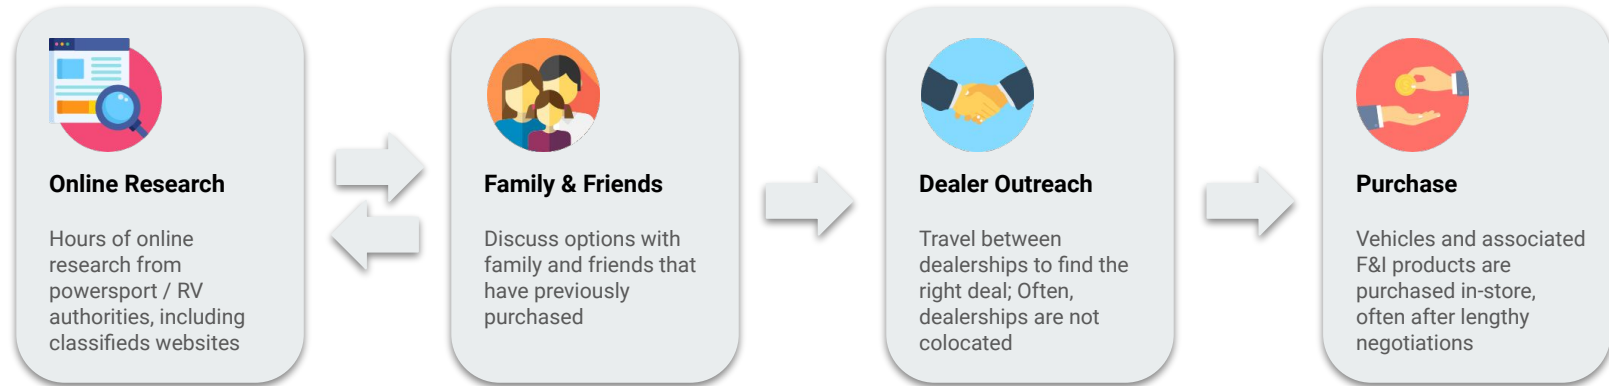 Online Research
Hours of online
research from
powersport / RV
authorities, including
classifieds websites
Family & Friends
Discuss options with
family and friends that
have previously
purchased
Dealer Outreach
Travel between
dealerships to find the
right deal; Often,
dealerships are not
colocated
Purchase
Vehicles and associated
F&I products are
purchased in-store,
often after lengthy
negotiations